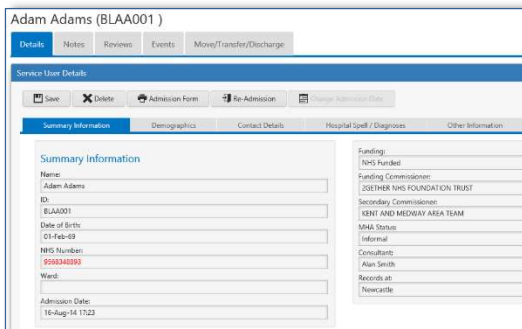 Adam Adams (BLAA001 )
Details Notes Reviews Events Move/Transfer/Discharge
Service User Details
Save Delete Admission Form Re-Admission Change Admission Date
Summary Information Demographics Contact Details Hospital Spell / Diagnoses Other Information
Summary Information
Name:
Adam Adams
ID:
BLAA001
Date of Birth:
01-Feb-69
NHS Number:
9568348393
Ward:
Admission Date:
16-Aug-14 17:23
Funding:
NHS Funded
Funding Commissioner:
2GETHER NHS FOUNDATION TRUST
Secondary Commissioner:
KENT AND MEDWAY AREA TEAM
MHA Status:
Informal
Consultant:
Alan Smith
Records at:
Newcastle